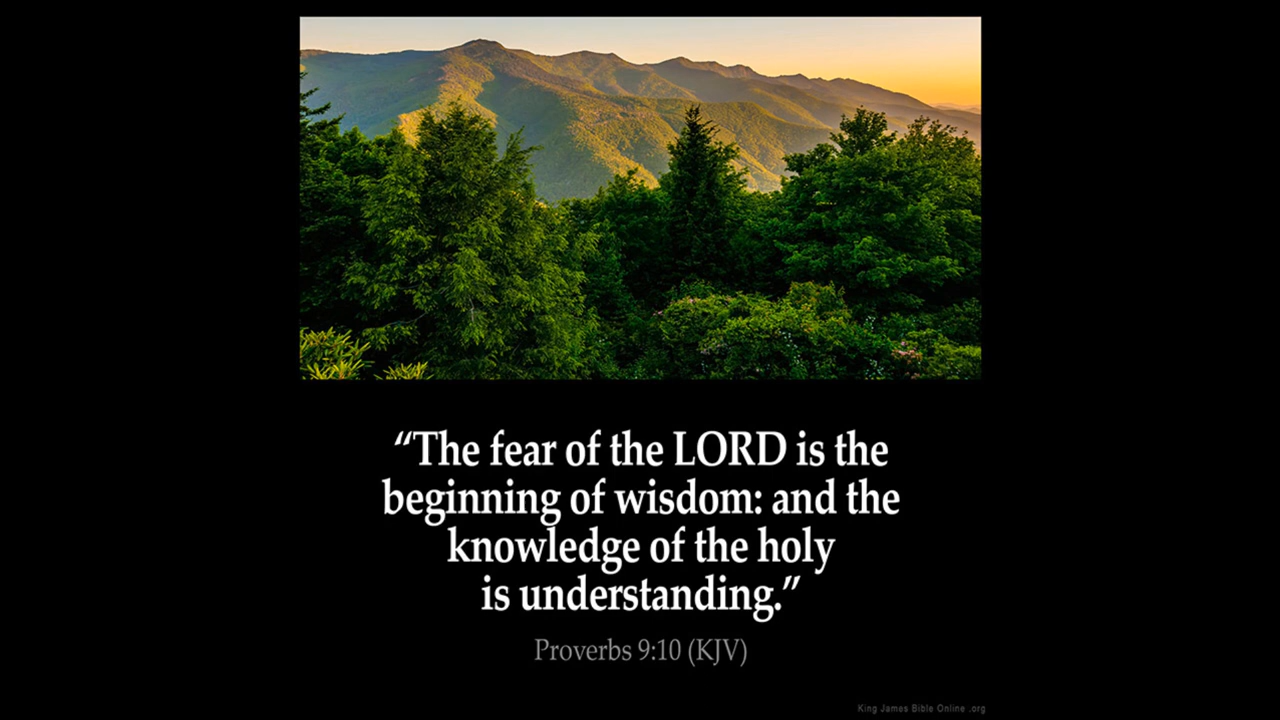 “The fear of the LORD is the
beginning of wisdom: and the
knowledge of the holy
is understanding.”
Proverbs 9:10 (KJV)
King James Bible Online .org